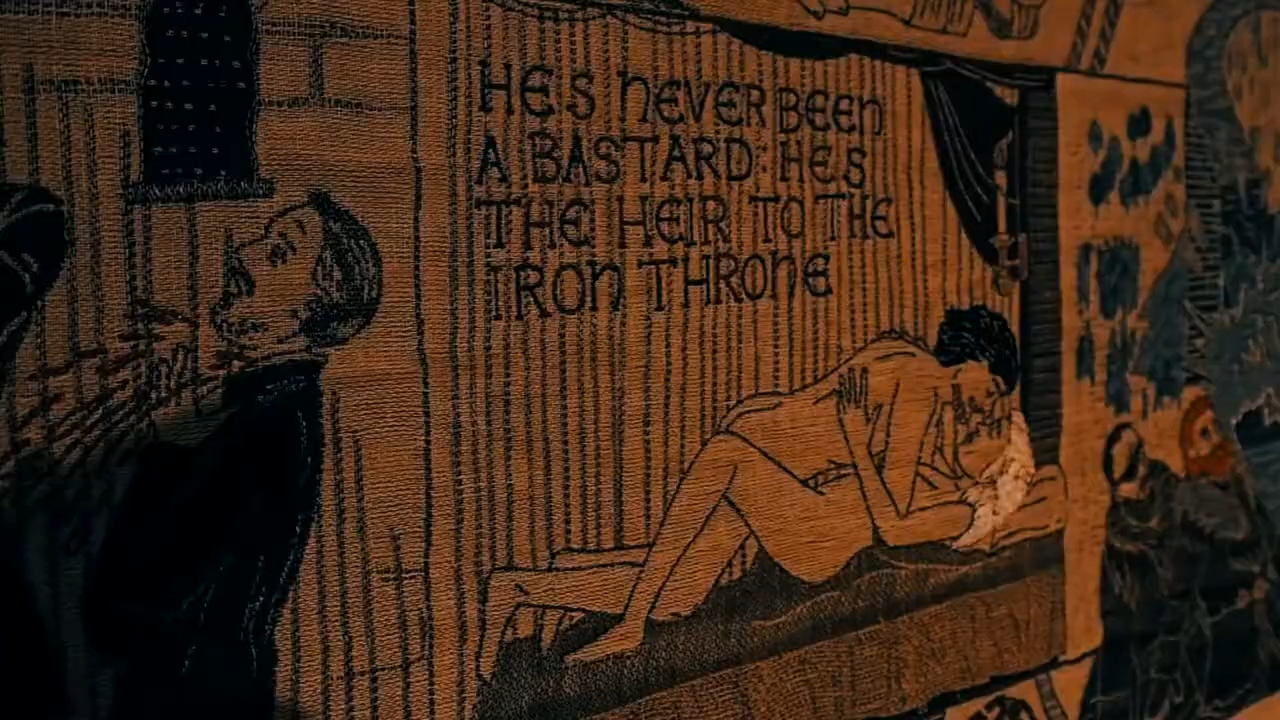 HE'S NEVER BEEN
A BASTARD. HE'S
THE HEIR TO THE
IRON THRONE